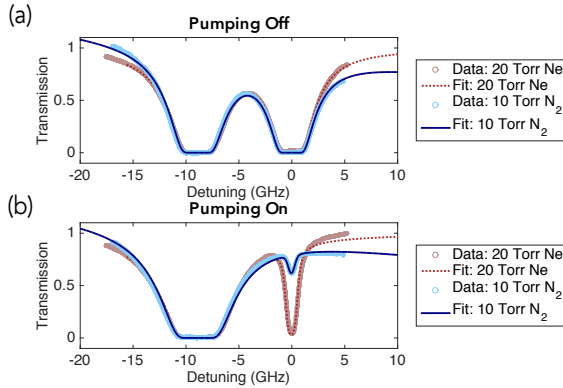 (a)
Pumping Off
Transmission
1
0.5
0
-20 -15 -10 -5 0 5 10
Detuning (GHz)
Data: 20 Torr Ne
Fit: 20 Torr Ne
Data: 10 Torr N₂
Fit: 10 Torr N₂
(b)
Pumping On
Transmission
1
0.5
0
-20 -15 -10 -5 0 5 10
Detuning (GHz)
Data: 20 Torr Ne
Fit: 20 Torr Ne
Data: 10 Torr N₂
Fit: 10 Torr N₂